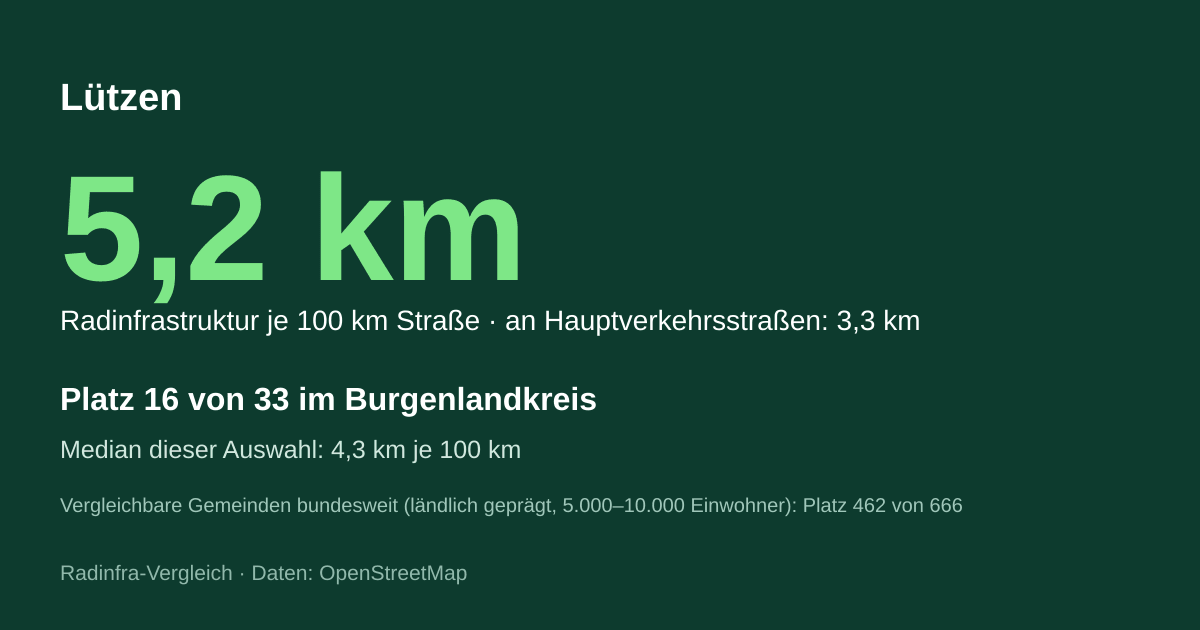 Lützen
5,2 km
Radinfrastruktur je 100 km Straße · an Hauptverkehrsstraßen: 3,3 km
Platz 16 von 33 im Burgenlandkreis
Median dieser Auswahl: 4,3 km je 100 km
Vergleichbare Gemeinden bundesweit (ländlich geprägt, 5.000–10.000 Einwohner): Platz 462 von 666
Radinfra-Vergleich · Daten: OpenStreetMap